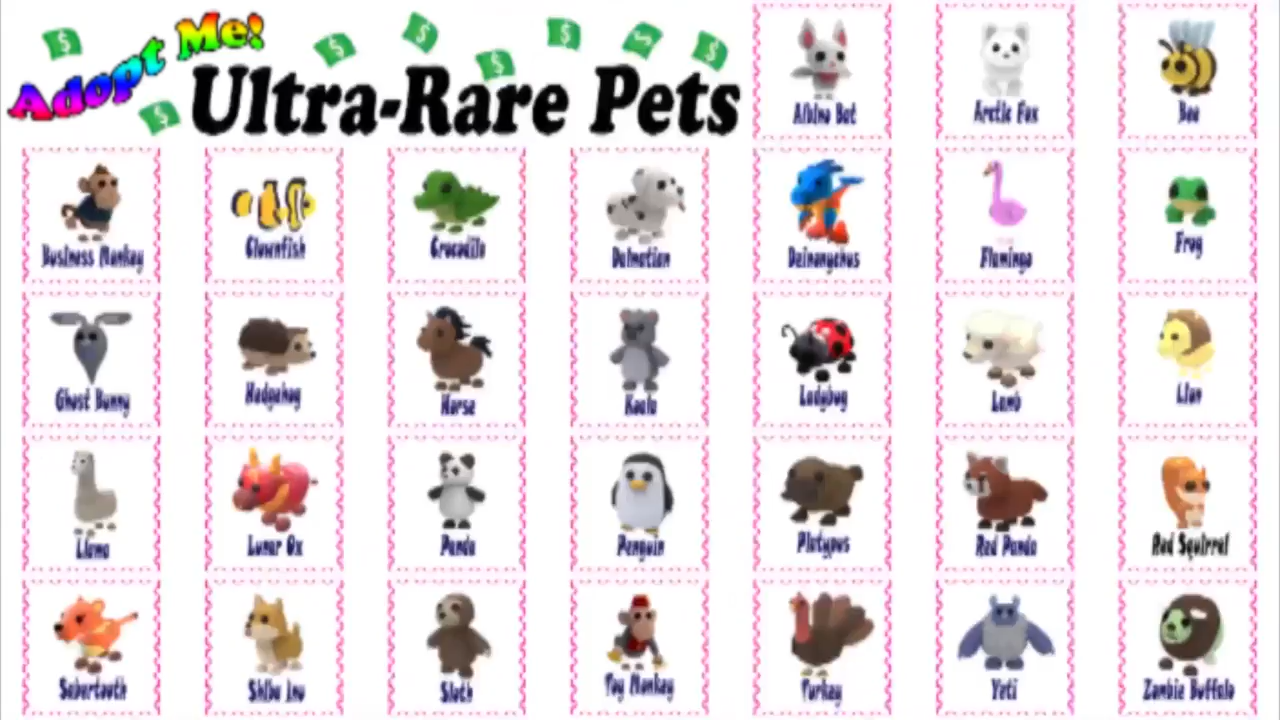 Adopt Me!
Ultra-Rare Pets
Albino Bat
Arctic Fox
Bee
Business Monkey
Clownfish
Crocodile
Dalmatian
Deinonychus
Flamingo
Frog
Ghost Bunny
Hedgehog
Horse
Koala
Ladybug
Lamb
Lion
Llama
Lunar Ox
Panda
Penguin
Platypus
Red Panda
Red Squirrel
Sabertooth
Shiba Inu
Sloth
Toy Monkey
Turkey
Yeti
Zombie Buffalo